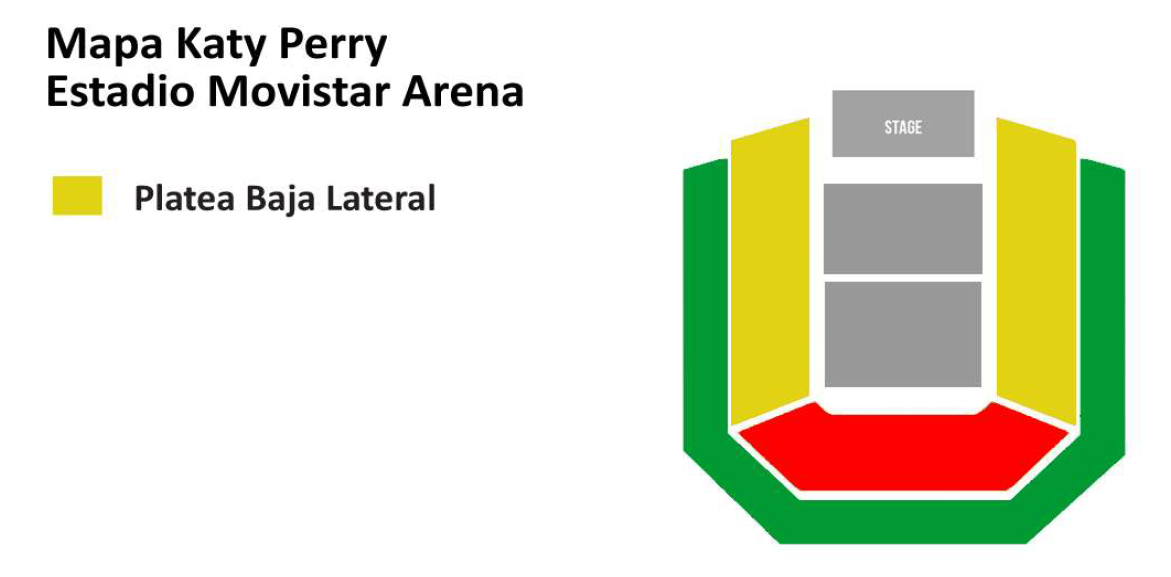 Mapa Katy Perry
Estadio Movistar Arena
STAGE
Platea Baja Lateral